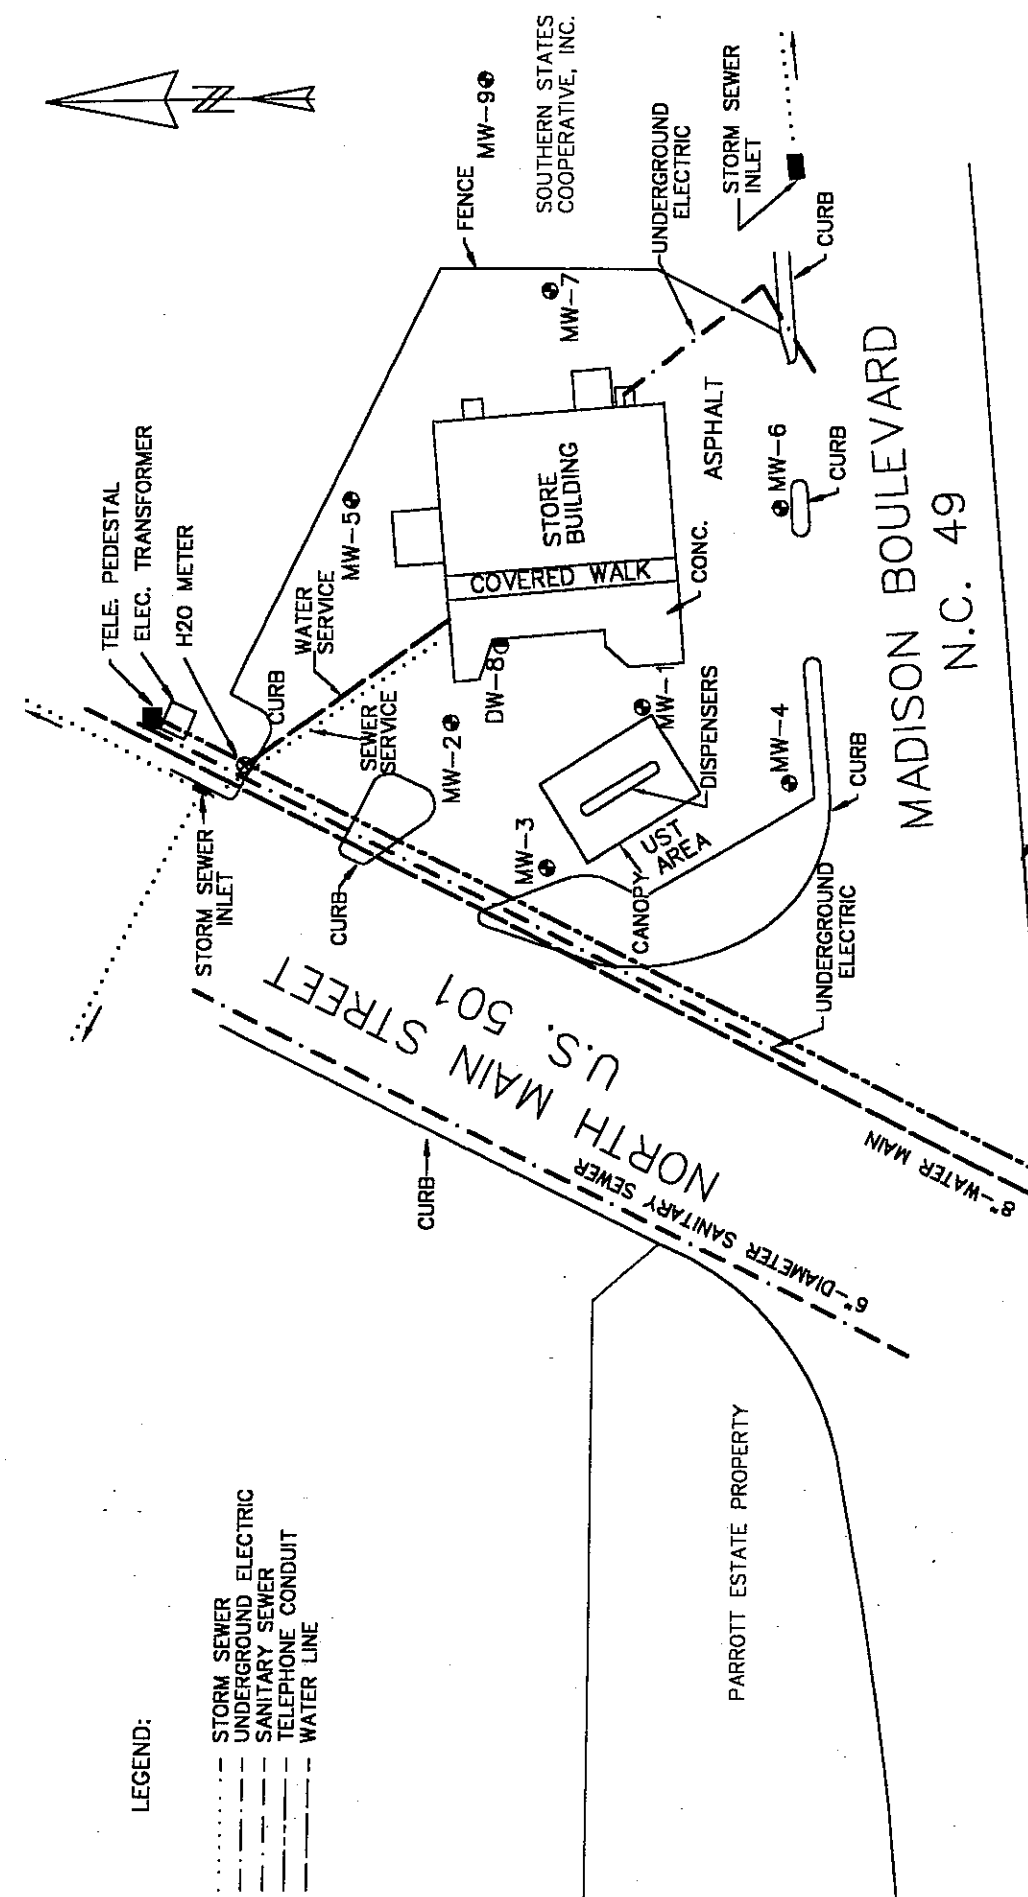 LEGEND:
STORM SEWER
UNDERGROUND ELECTRIC
SANITARY SEWER
TELEPHONE CONDUIT
WATER LINE
N
TELE. PEDESTAL
ELEC. TRANSFORMER
H2O METER
CURB
STORM SEWER
INLET
WATER
SERVICE
SEWER
SERVICE
CURB
CURB
MW-5
FENCE
MW-9
MW-2
DW-8
MW-3
MW-7
SOUTHERN STATES
COOPERATIVE, INC.
STORE
BUILDING
COVERED WALK
CONC.
CANOPY
UST
AREA
MW-1
DISPENSERS
UNDERGROUND
ELECTRIC
ASPHALT
STORM SEWER
INLET
MW-4
MW-6
CURB
CURB
CURB
UNDERGROUND
ELECTRIC
NORTH MAIN STREET
U.S. 501
6"-DIAMETER SANITARY SEWER
8"-WATER MAIN
PARROTT ESTATE PROPERTY
MADISON BOULEVARD
N.C. 49